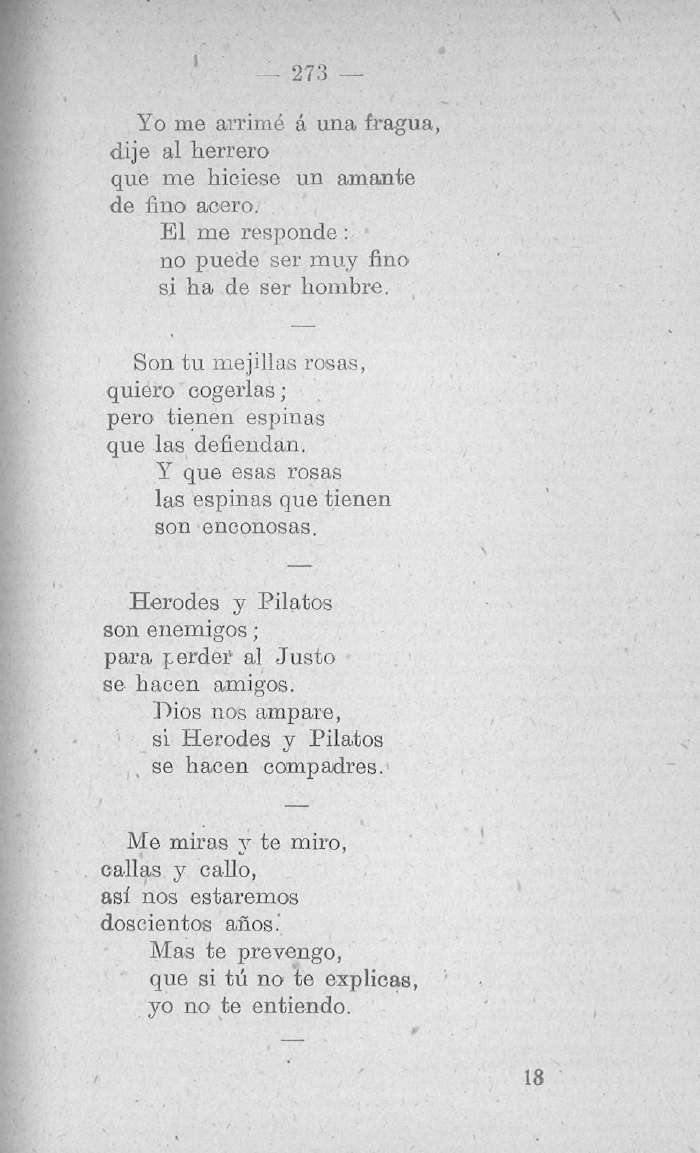 — 273 —
Yo me arrimé á una fragua,
dije al herrero
que me hiciese un amante
de fino acero.
El me responde:
no puede ser muy fino
si ha de ser hombre.
—
Son tu mejillas rosas,
quiero cogerlas;
pero tienen espinas
que las defiendan.
Y que esas rosas
las espinas que tienen
son enconosas.
—
Herodes y Pilatos
son enemigos;
para perder al Justo
se hacen amigos.
Dios nos ampare,
si Herodes y Pilatos
se hacen compadres.
—
Me miras y te miro,
callas y callo,
así nos estaremos
doscientos años.
Mas te prevengo,
que si tú no te explicas,
yo no te entiendo.
—
18